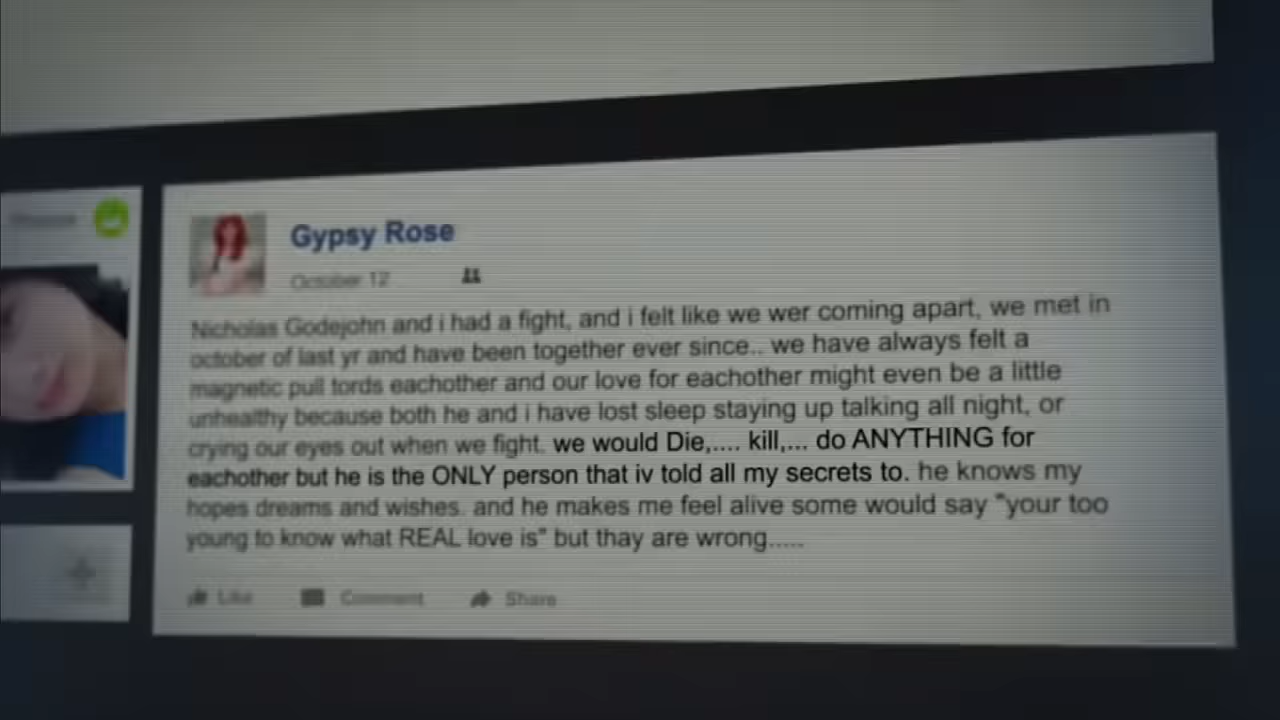 Gypsy Rose
October 12
Nicholas Godejohn and i had a fight, and i felt like we wer coming apart, we met in
october of last yr and have been together ever since.. we have always felt a
magnetic pull tords eachother and our love for eachother might even be a little
unhealthy because both he and i have lost sleep staying up talking all night, or
crying our eyes out when we fight. we would Die,.... kill,... do ANYTHING for
eachother but he is the ONLY person that iv told all my secrets to. he knows my
hopes dreams and wishes. and he makes me feel alive some would say "your too
young to know what REAL love is" but thay are wrong.....
Like Comment Share